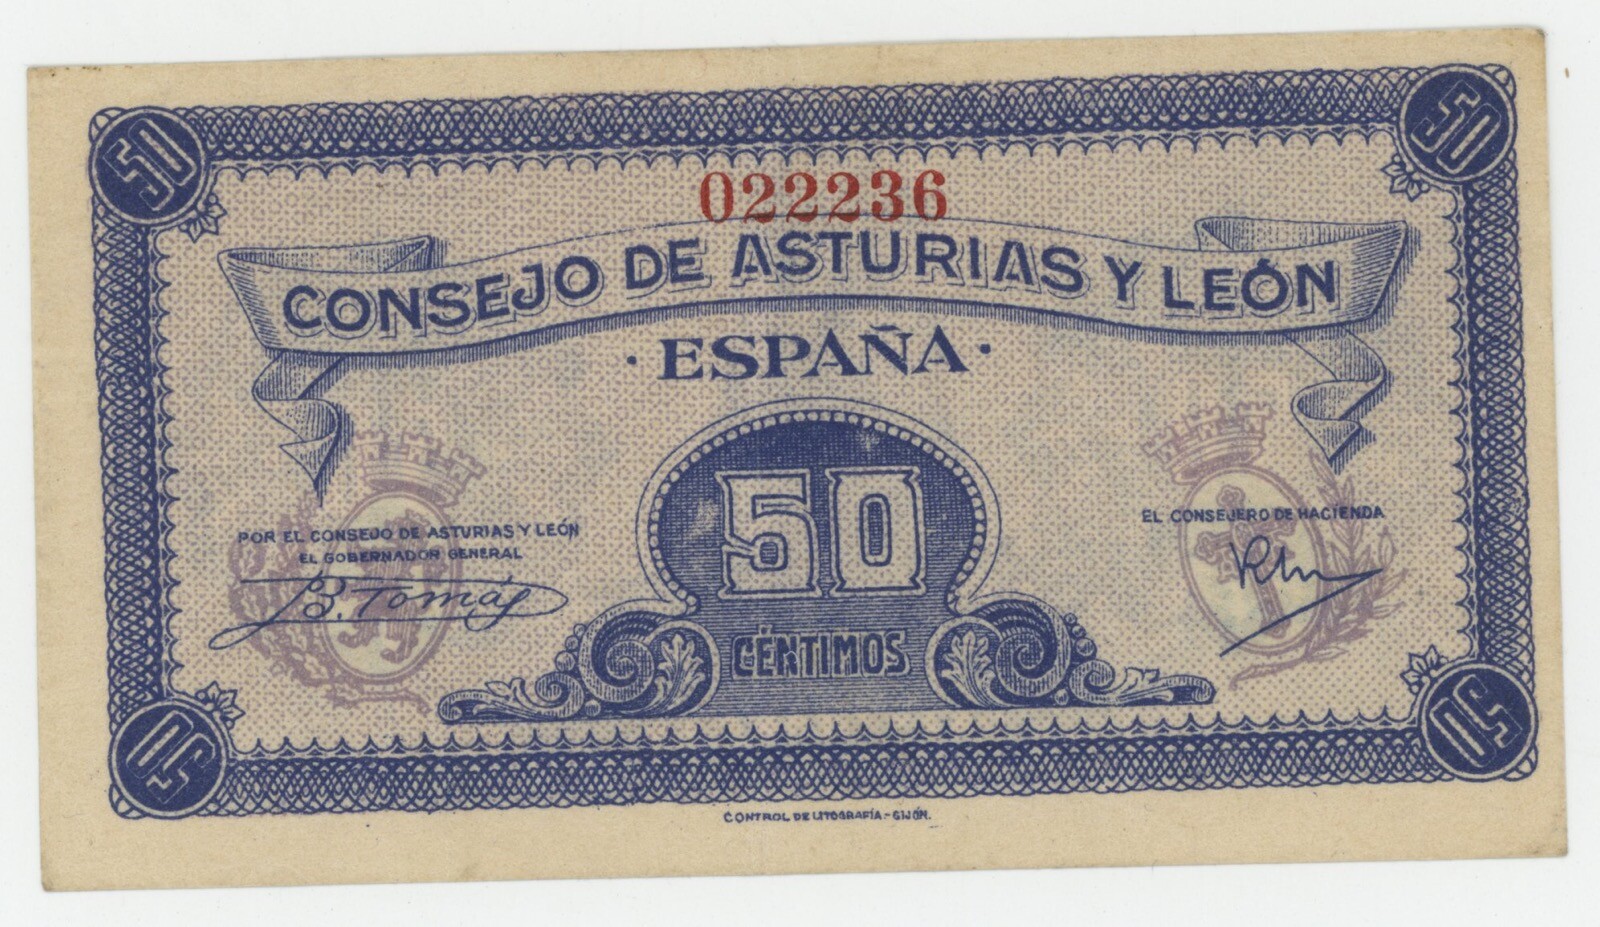 50 50
022236
CONSEJO DE ASTURIAS Y LEÓN
· ESPAÑA ·
POR EL CONSEJO DE ASTURIAS Y LEÓN
EL GOBERNADOR GENERAL
B. Tomás
EL CONSEJERO DE HACIENDA
50
CÉNTIMOS
50 50
CONTROL DE LITOGRAFÍA.-GIJÓN.